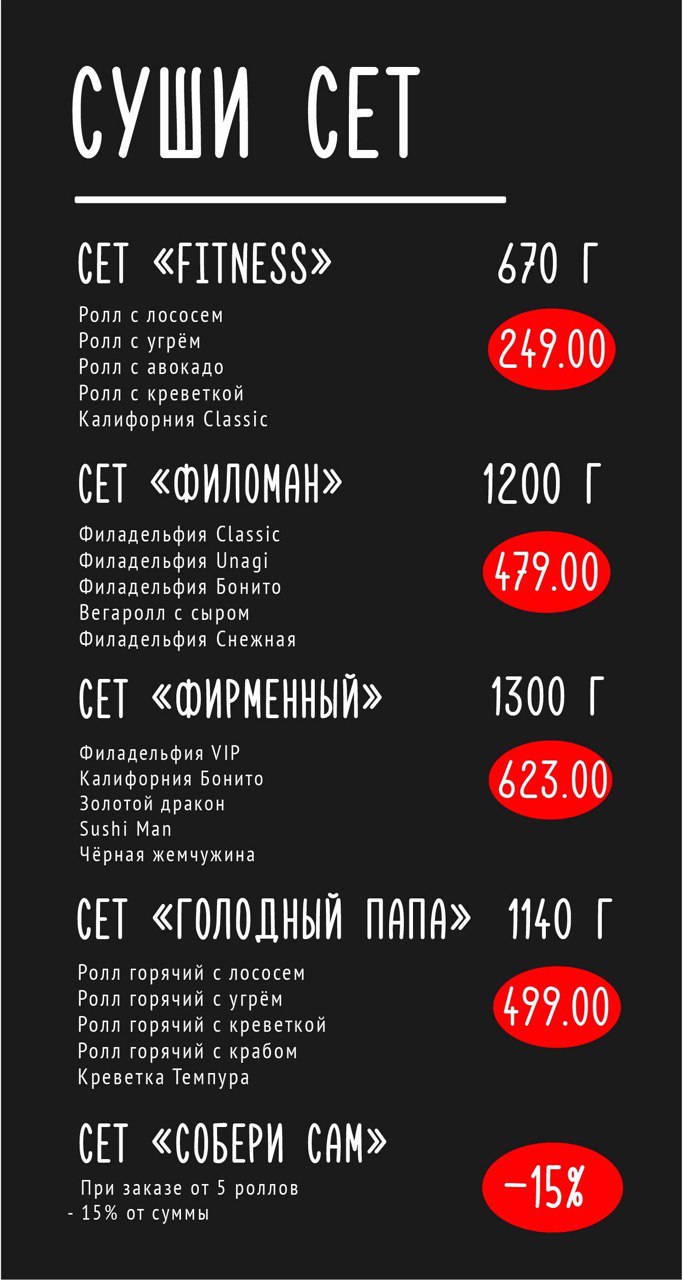 СУШИ СЕТ
СЕТ «FITNESS» 670 Г
Ролл с лососем
Ролл с угрём
249.00
Ролл с авокадо
Ролл с креветкой
Калифорния Classic
СЕТ «ФИЛОМАН» 1200 Г
Филадельфия Classic
Филадельфия Unagi
479.00
Филадельфия Бонито
Вегаролл с сыром
Филадельфия Снежная
СЕТ «ФИРМЕННЫЙ» 1300 Г
Филадельфия VIP
Калифорния Бонито
623.00
Золотой дракон
Sushi Man
Чёрная жемчужина
СЕТ «ГОЛОДНЫЙ ПАПА» 1140 Г
Ролл горячий с лососем
Ролл горячий с угрём
499.00
Ролл горячий с креветкой
Ролл горячий с крабом
Креветка Темпура
СЕТ «СОБЕРИ САМ»
При заказе от 5 роллов
-15%
- 15% от суммы